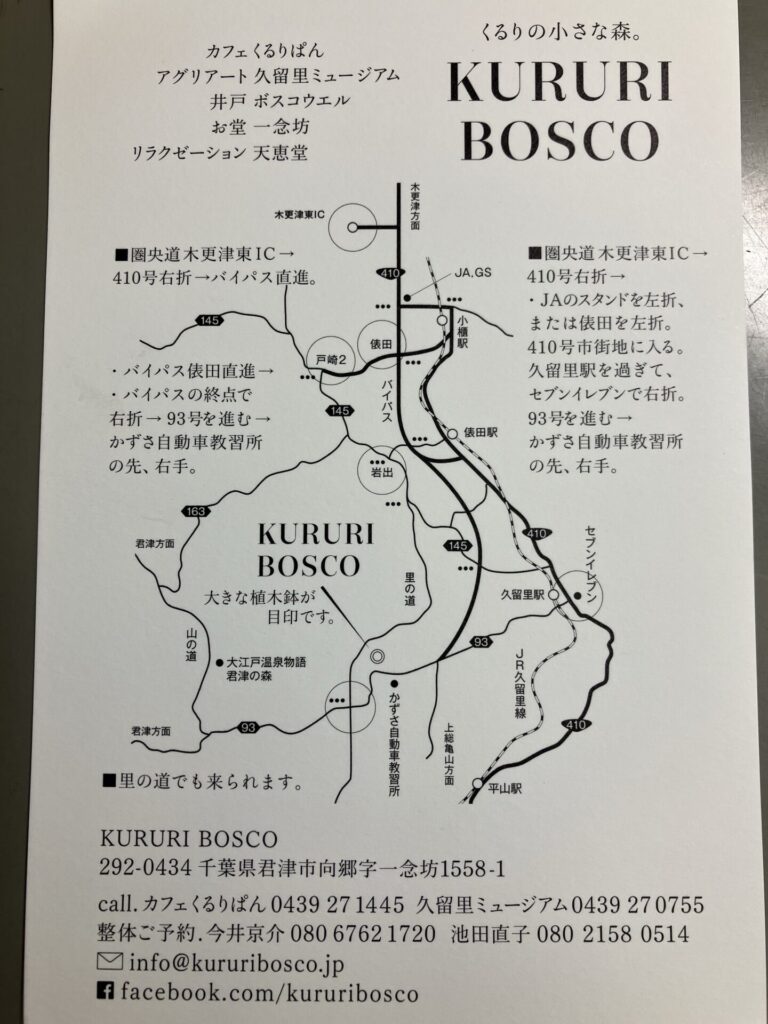 くるりの小さな森。
KURURI
BOSCO
カフェくるりぱん
アグリアート 久留里ミュージアム
井戸 ボスコウエル
お堂 一念坊
リラクゼーション 天恵堂
木更津方面
木更津東IC
■圏央道木更津東IC→
410号右折→バイパス直進。
・バイパス俵田直進→
・バイパスの終点で
右折→93号を進む→
かずさ自動車教習所
の先、右手。
■圏央道木更津東IC→
410号右折→
・JAのスタンドを左折、
または俵田を左折。
410号市街地に入る。
久留里駅を過ぎて、
セブンイレブンで右折。
93号を進む→
かずさ自動車教習所
の先、右手。
410
JA,GS
小櫃駅
145
戸崎2
俵田
バイパス
145
俵田駅
岩出
163
君津方面
KURURI
BOSCO
大きな植木鉢が
目印です。
里の道
145
410
セブンイレブン
久留里駅
山の道
大江戸温泉物語
君津の森
93
JR久留里線
君津方面
93
かずさ自動車教習所
上総亀山方面
410
平山駅
■里の道でも来られます。
KURURI BOSCO
292-0434 千葉県君津市向郷字一念坊1558-1
call. カフェくるりぱん 0439 27 1445 久留里ミュージアム 0439 27 0755
整体ご予約. 今井京介 080 6762 1720 池田直子 080 2158 0514
info@kururibosco.jp
facebook.com/kururibosco